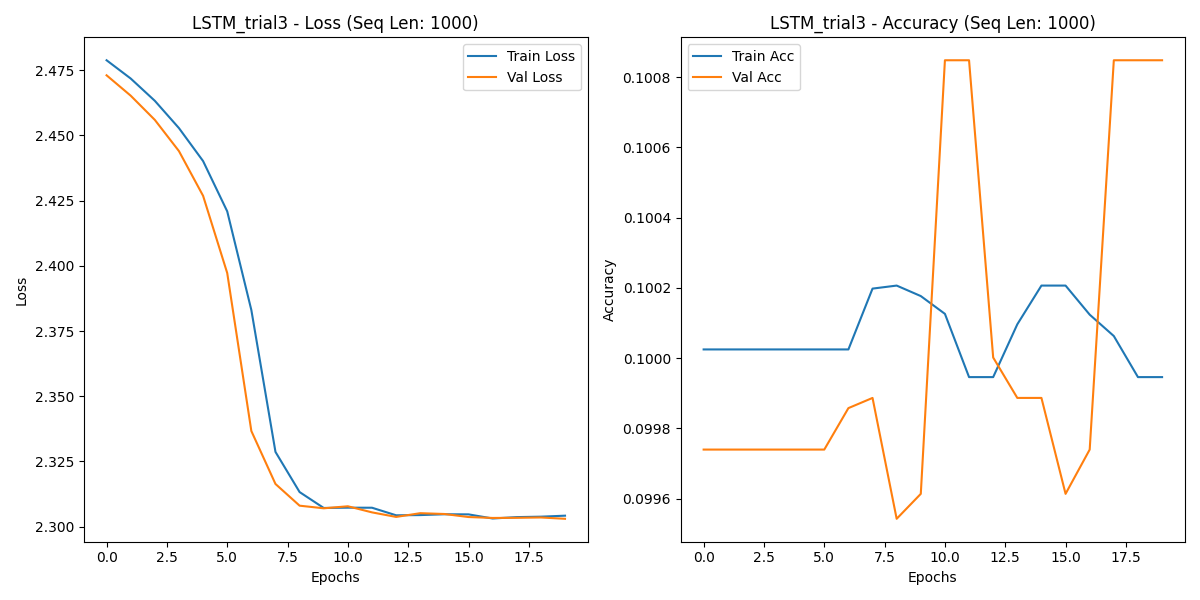 LSTM_trial3 - Loss (Seq Len: 1000)
Train Loss
Val Loss
2.475
2.450
2.425
2.400
2.375
2.350
2.325
2.300
Loss
0.0 2.5 5.0 7.5 10.0 12.5 15.0 17.5
Epochs
LSTM_trial3 - Accuracy (Seq Len: 1000)
Train Acc
Val Acc
0.1008
0.1006
0.1004
0.1002
0.1000
0.0998
0.0996
Accuracy
0.0 2.5 5.0 7.5 10.0 12.5 15.0 17.5
Epochs